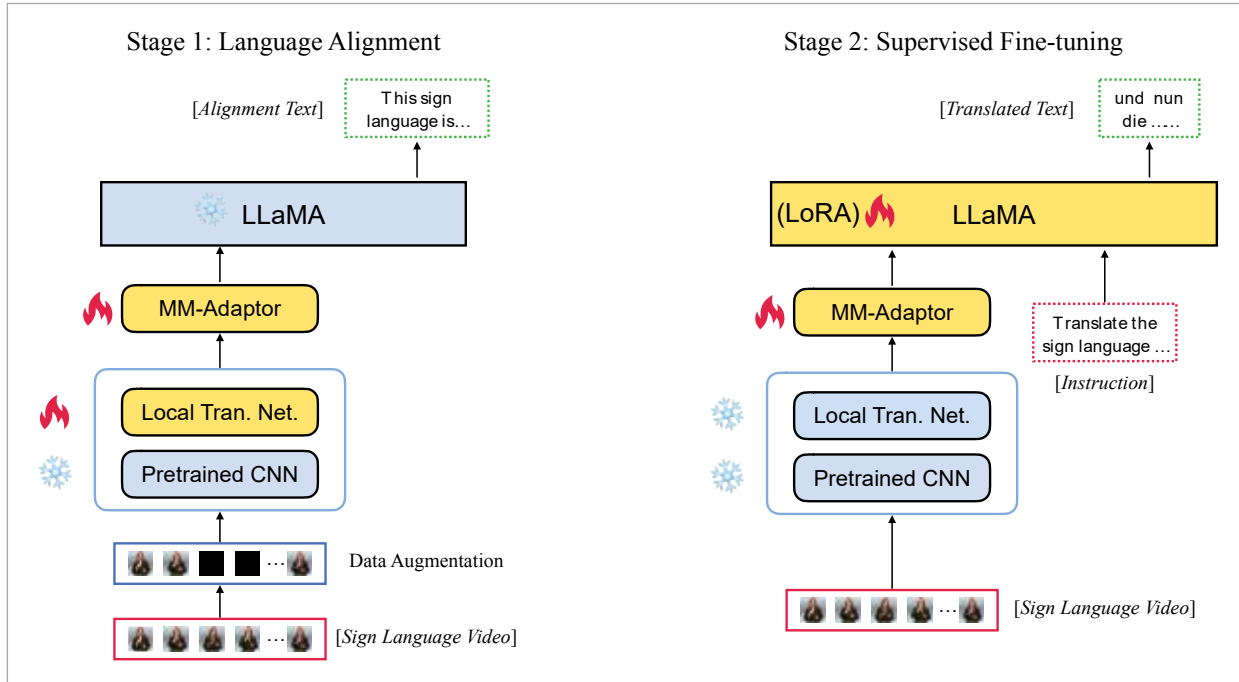 Stage 1: Language Alignment
[Alignment Text]
This sign
language is…
LLaMA
MM-Adaptor
Local Tran. Net.
Pretrained CNN
…
Data Augmentation
…
[Sign Language Video]
Stage 2: Supervised Fine-tuning
[Translated Text]
und nun
die ……
(LoRA) LLaMA
MM-Adaptor
Translate the
sign language …
[Instruction]
Local Tran. Net.
Pretrained CNN
…
[Sign Language Video]